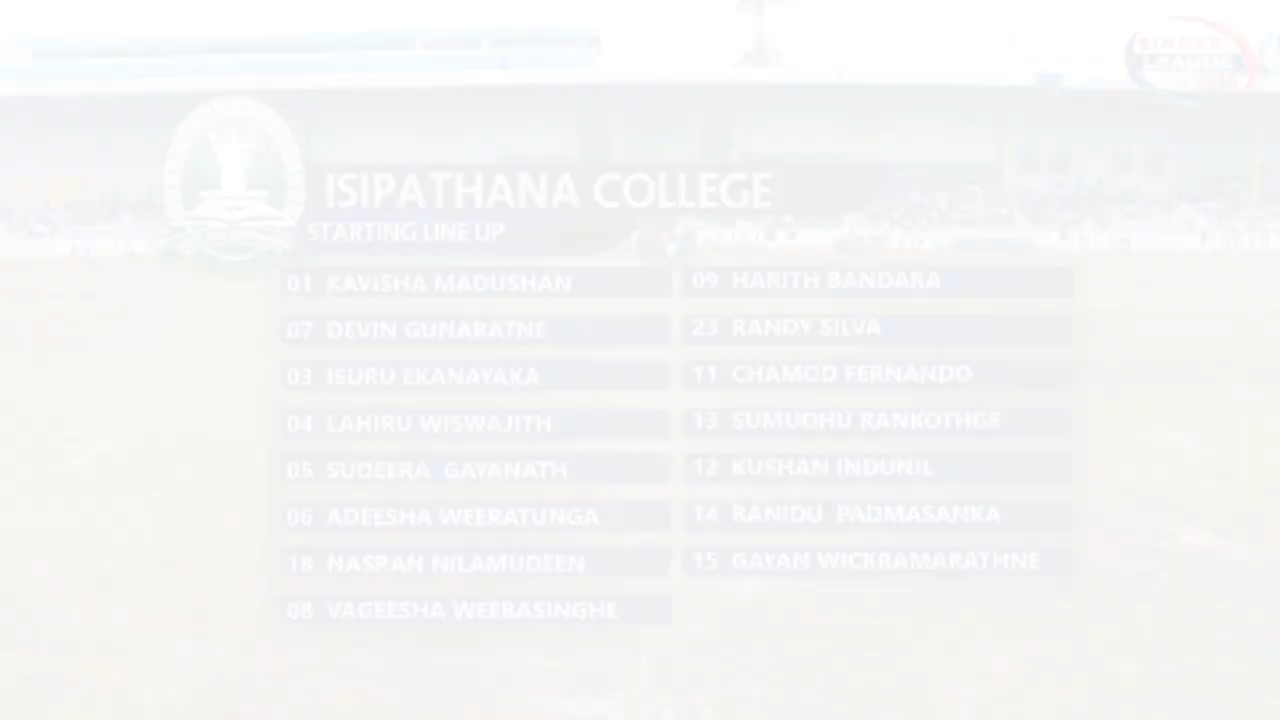 SINGER
LEAGUE
ISIPATHANA COLLEGE
STARTING LINE UP
01 KAVISHA MADUSHAN
07 DEVIN GUNARATNE
03 ISURU EKANAYAKA
04 LAHIRU WISWAJITH
05 SUDEERA GAYANATH
06 ADEESHA WEERATUNGA
18 NASRAN NILAMUDEEN
08 VAGEESHA WEERASINGHE
09 HARITH BANDARA
23 RANDY SILVA
11 CHAMOD FERNANDO
13 SUMUDHU RANKOTHGE
12 KUSHAN INDUNIL
14 RANIDU PADMASANKA
15 GAYAN WICKRAMARATHNE